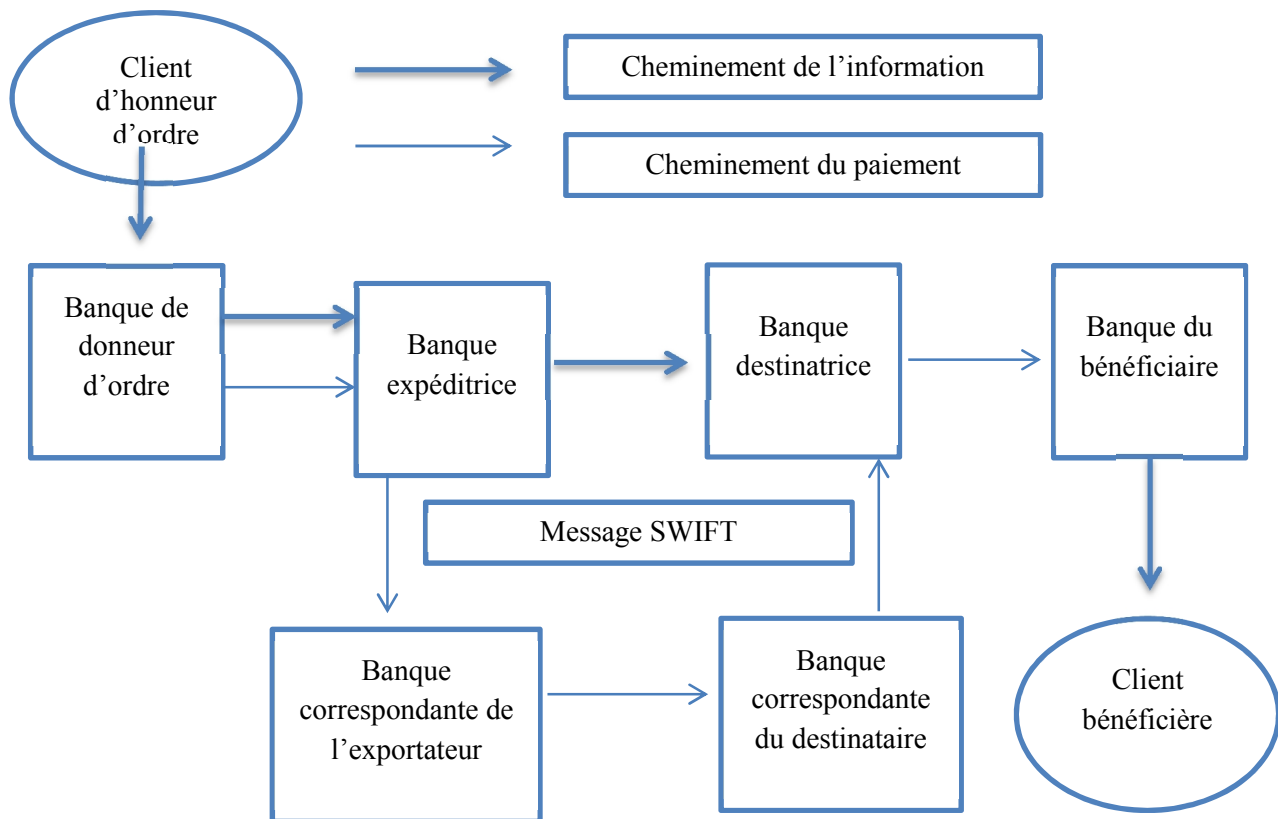 Client
d’honneur
d’ordre
Cheminement de l’information
Cheminement du paiement
Banque de
donneur
d’ordre
Banque
expéditrice
Banque
destinatrice
Banque du
bénéficiaire
Message SWIFT
Banque
correspondante de
l’exportateur
Banque
correspondante
du destinataire
Client
bénéficière